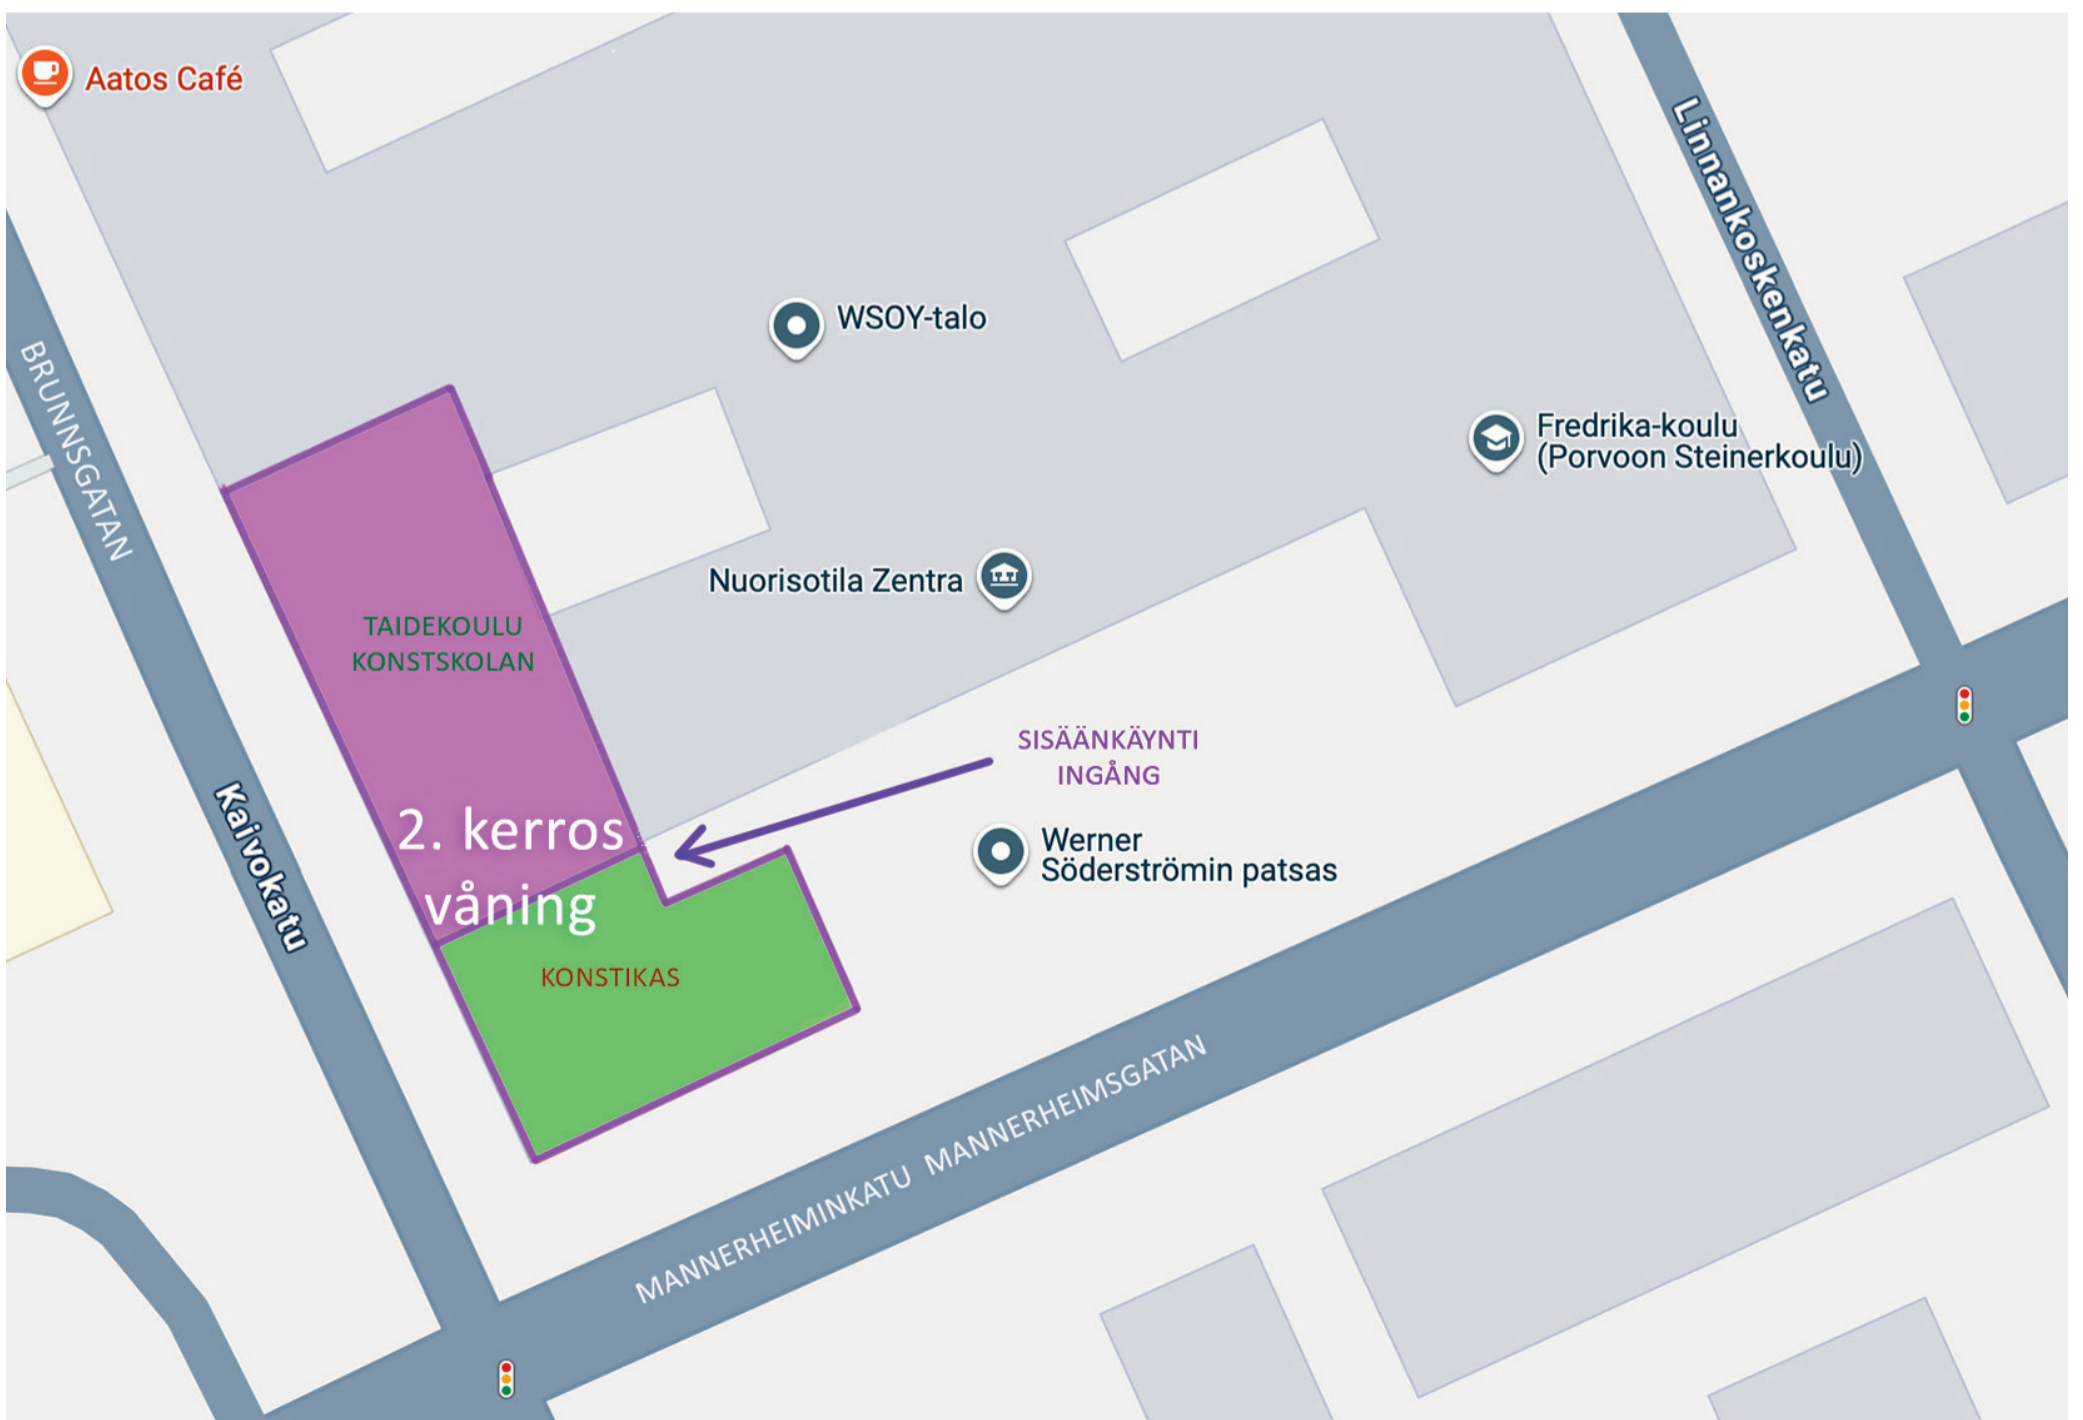 Aatos Café
Linnankoskenkatu
WSOY-talo
BRUNNSGATAN
Fredrika-koulu
(Porvoon Steinerkoulu)
Nuorisotila Zentra
TAIDEKOULU
KONSTSKOLAN
SISÄÄNKÄYNTI
INGÅNG
2. kerros
våning
Kaivokatu
Werner
Söderströmin patsas
KONSTIKAS
MANNERHEIMINKATU MANNERHEIMSGATAN